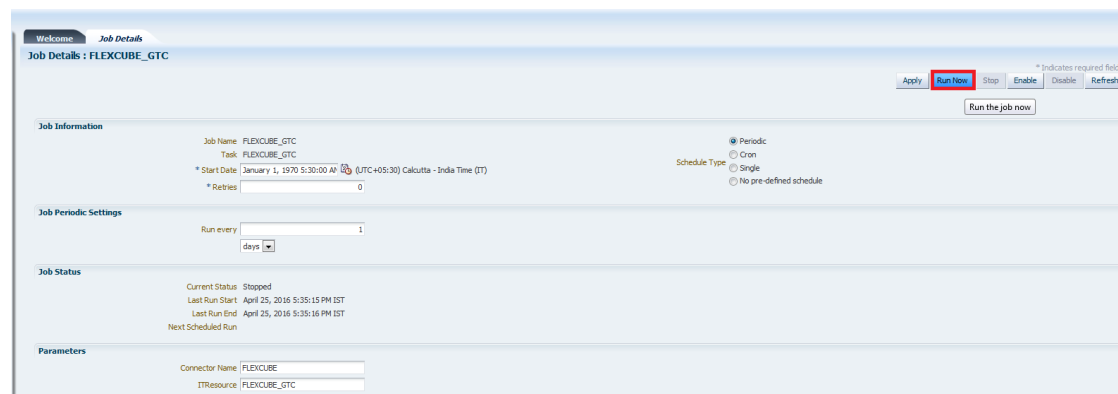 Welcome Job Details
Job Details : FLEXCUBE_GTC
* Indicates required field
Apply Run Now Stop Enable Disable Refresh
Run the job now
Job Information
Job Name FLEXCUBE_GTC
Task FLEXCUBE_GTC
* Start Date January 1, 1970 5:30:00 AM (UTC+05:30) Calcutta - India Time (IT)
* Retries 0
Schedule Type
Periodic
Cron
Single
No pre-defined schedule
Job Periodic Settings
Run every 1
days
Job Status
Current Status Stopped
Last Run Start April 25, 2016 5:35:15 PM IST
Last Run End April 25, 2016 5:35:16 PM IST
Next Scheduled Run
Parameters
Connector Name FLEXCUBE
ITResource FLEXCUBE_GTC